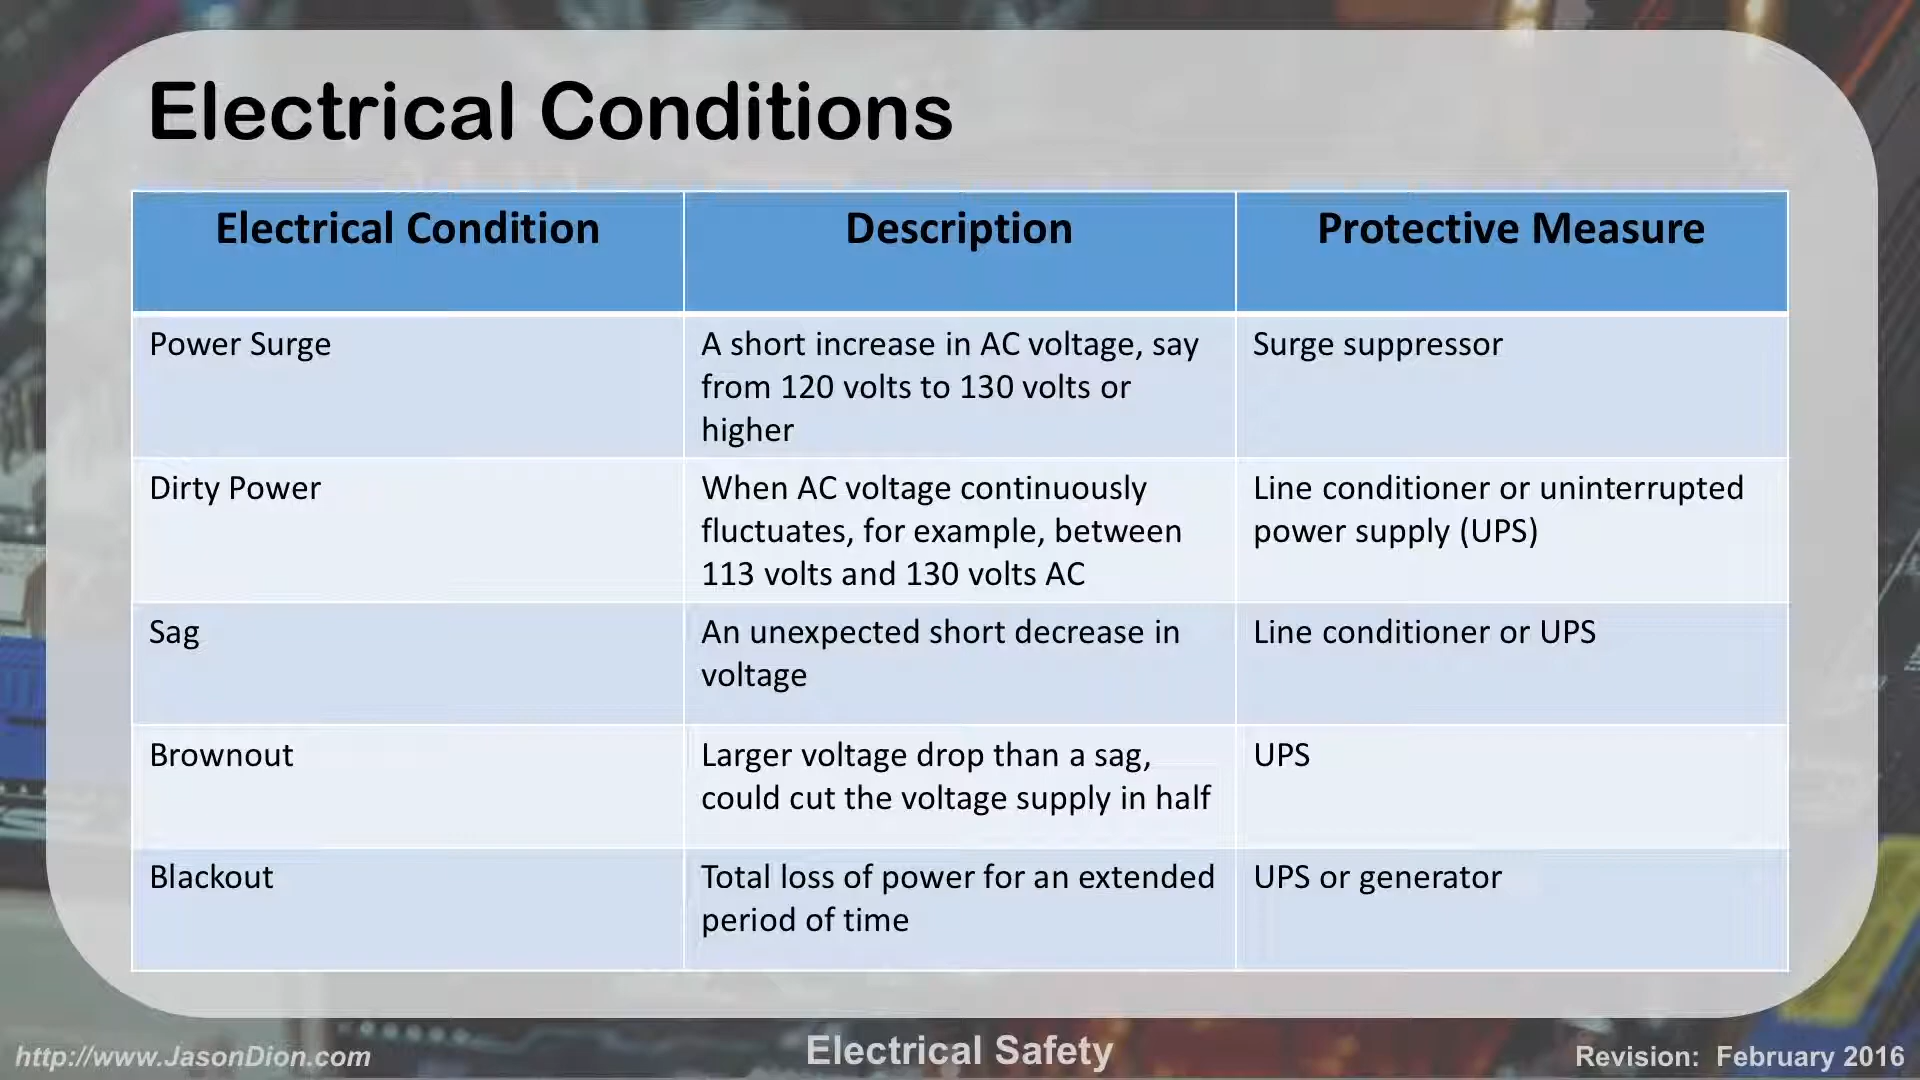 Electrical Conditions
Electrical Condition
Description
Protective Measure
Power Surge
A short increase in AC voltage, say
from 120 volts to 130 volts or
higher
Surge suppressor
Dirty Power
When AC voltage continuously
fluctuates, for example, between
113 volts and 130 volts AC
Line conditioner or uninterrupted
power supply (UPS)
Sag
An unexpected short decrease in
voltage
Line conditioner or UPS
Brownout
Larger voltage drop than a sag,
could cut the voltage supply in half
UPS
Blackout
Total loss of power for an extended
period of time
UPS or generator
http://www.JasonDion.com
Electrical Safety
Revision: February 2016